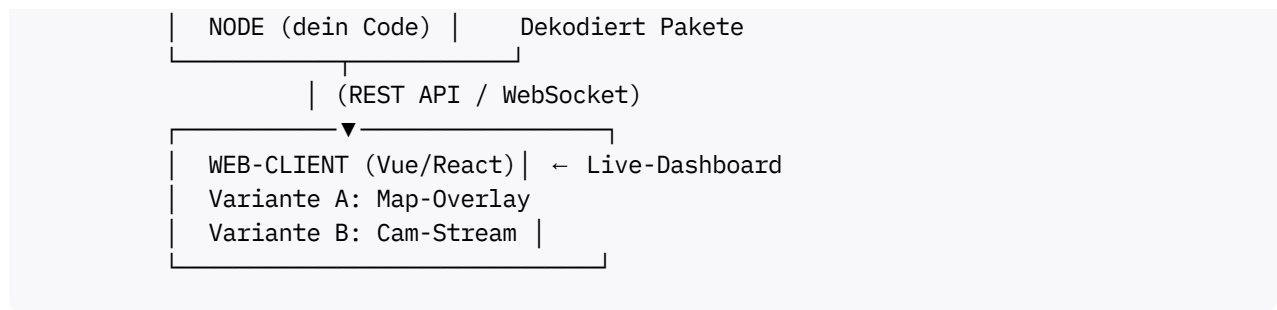 NODE (dein Code) Dekodiert Pakete
(REST API / WebSocket)
WEB-CLIENT (Vue/React) ← Live-Dashboard
Variante A: Map-Overlay
Variante B: Cam-Stream